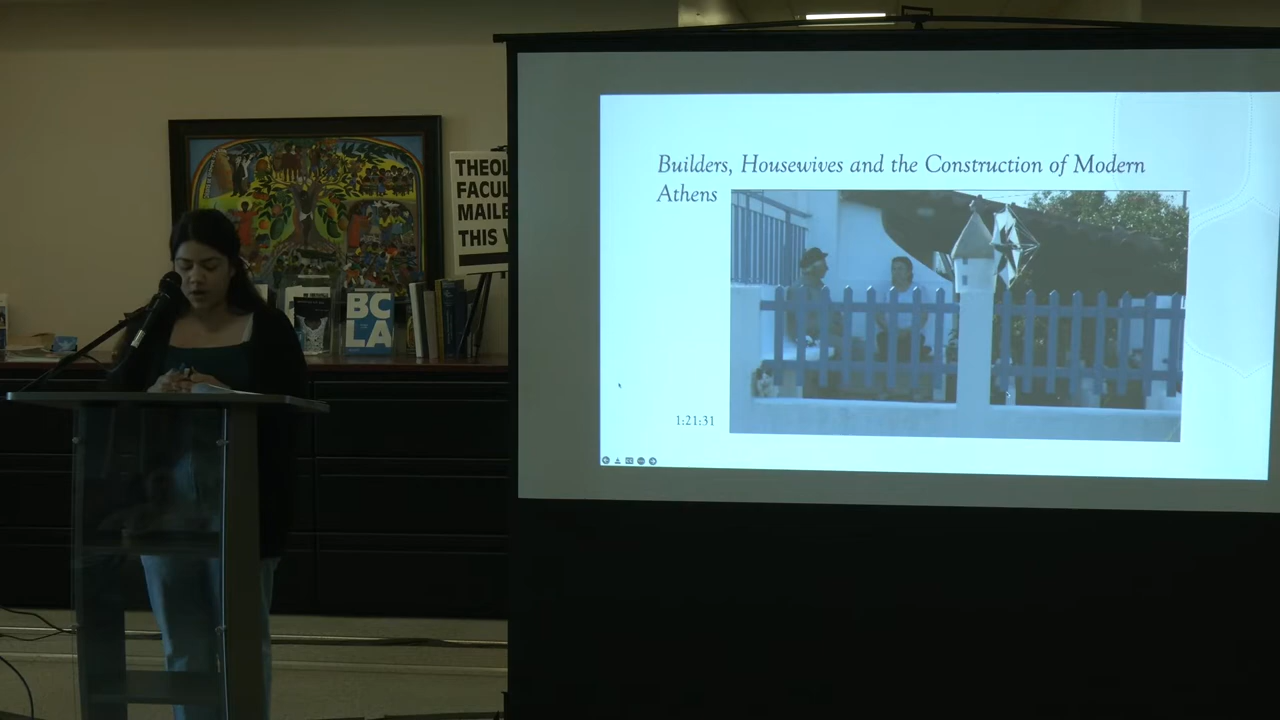 THEOL
FACUL
MAILE
THIS
BC
LA
Builders, Housewives and the Construction of Modern
Athens
1:21:31